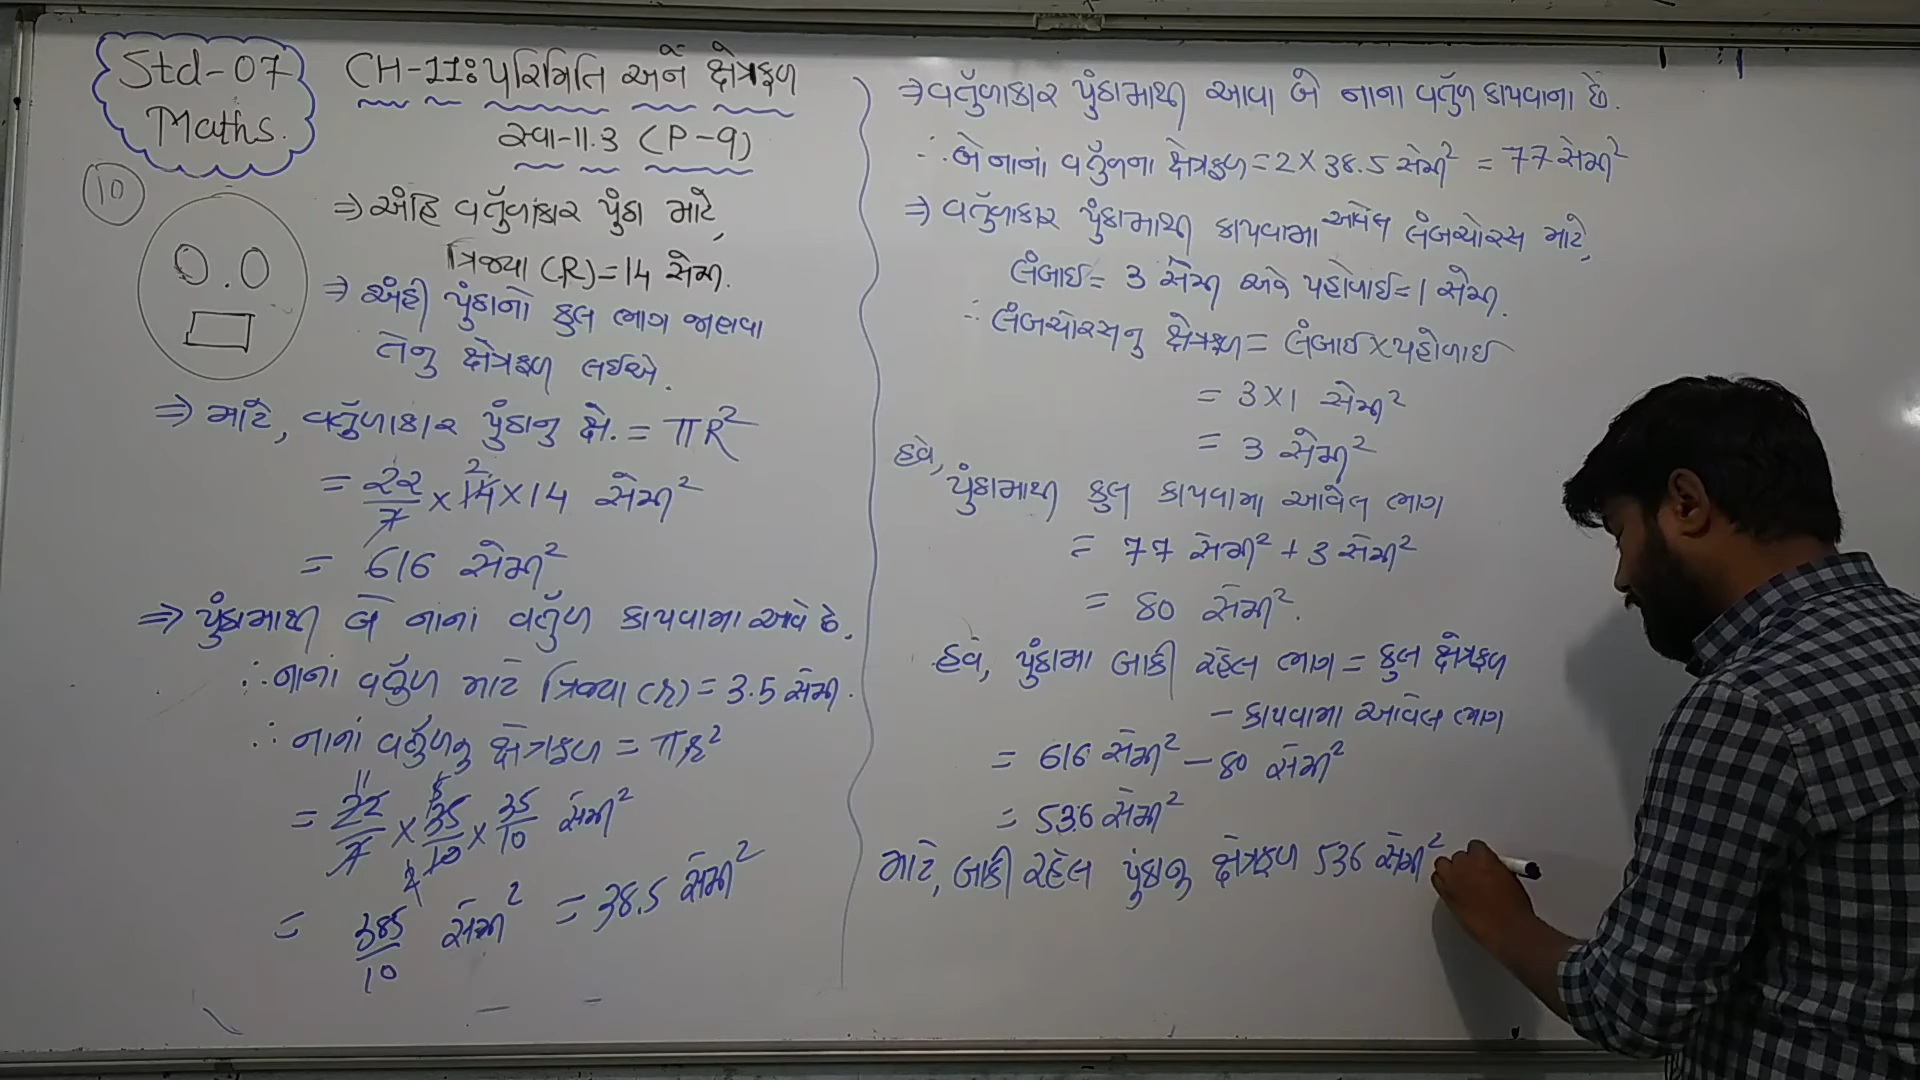 Std-07
Maths.
CH-11: પરિમિતિ અને ક્ષેત્રફળ
સ્વા-11.3 (P-9)
10
⇒ અહિ વર્તુળાકાર પુંઠા માટે,
ત્રિજ્યા (R) = 14 સેમી.
⇒ અહી પુંઠાનો કુલ ભાગ જાણવા
તેનુ ક્ષેત્રફળ લઈએ.
⇒ માટે, વર્તુળાકાર પુંઠાનુ ક્ષે. = πR²
= 22/7 × 14 × 14 સેમી²
2
= 616 સેમી²
⇒ પુંઠામાથી બે નાના વર્તુળ કાપવામા આવે છે.
∴ નાના વર્તુળ માટે ત્રિજ્યા (r) = 3.5 સેમી.
∴ નાના વર્તુળનુ ક્ષેત્રફળ = πr²
11 5
= 22/7 × 35/10 × 35/10 સેમી²
2
= 385/10 સેમી² = 38.5 સેમી²
⇒ વર્તુળાકાર પુંઠામાથી આવા બે નાના વર્તુળ કાપવાના છે.
∴ બે નાનાં વર્તુળના ક્ષેત્રફળ = 2 × 38.5 સેમી² = 77 સેમી²
⇒ વર્તુળાકાર પુંઠામાથી કાપવામા આવેલ લંબચોરસ માટે,
લંબાઈ = 3 સેમી અને પહોળાઈ = 1 સેમી.
∴ લંબચોરસનુ ક્ષેત્રફળ = લંબાઈ × પહોળાઈ
= 3 × 1 સેમી²
= 3 સેમી²
હવે,
પુંઠામાથી કુલ કાપવામા આવેલ ભાગ
= 77 સેમી² + 3 સેમી²
= 80 સેમી².
હવે, પુંઠામા બાકી રહેલ ભાગ = કુલ ક્ષેત્રફળ
- કાપવામા આવેલ ભાગ
= 616 સેમી² - 80 સેમી²
= 536 સેમી²
માટે, બાકી રહેલ પુંઠાનુ ક્ષેત્રફળ 536 સેમી²